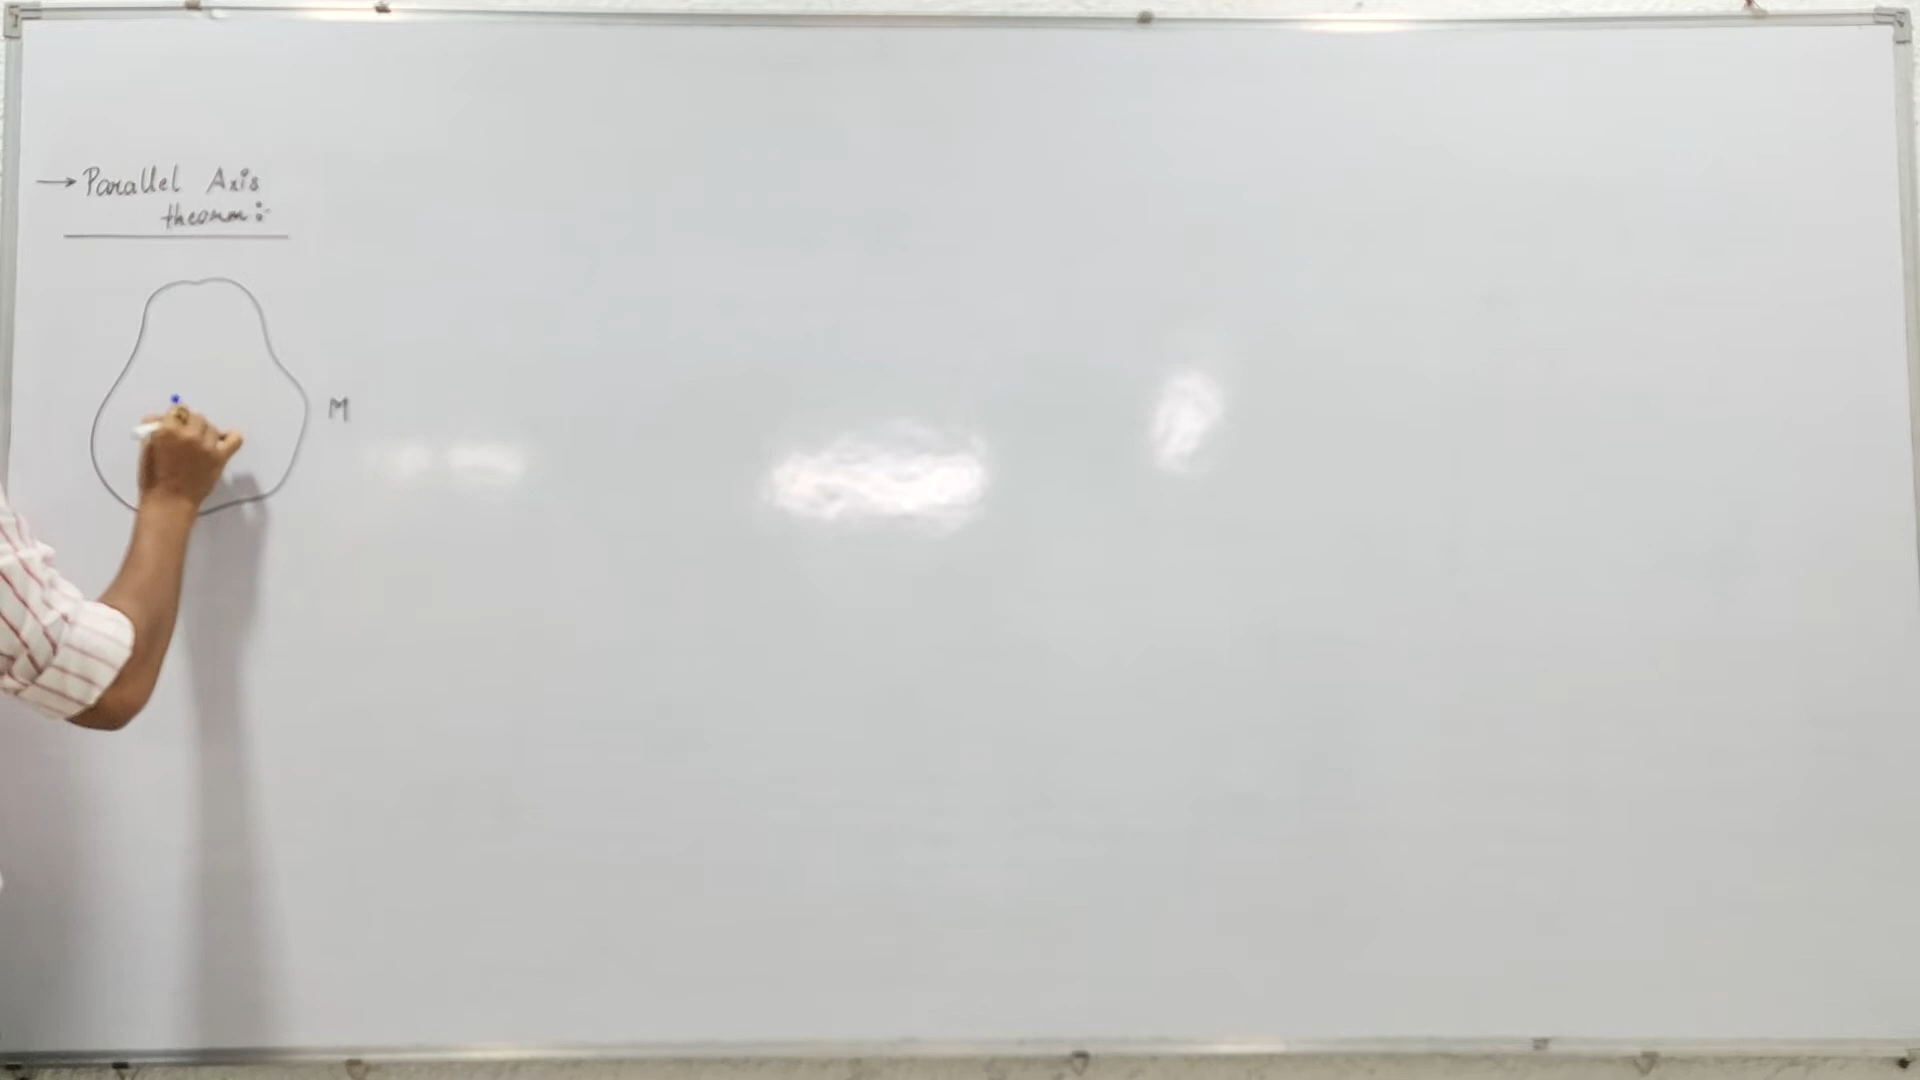 → Parallel Axis
theorem :-
M